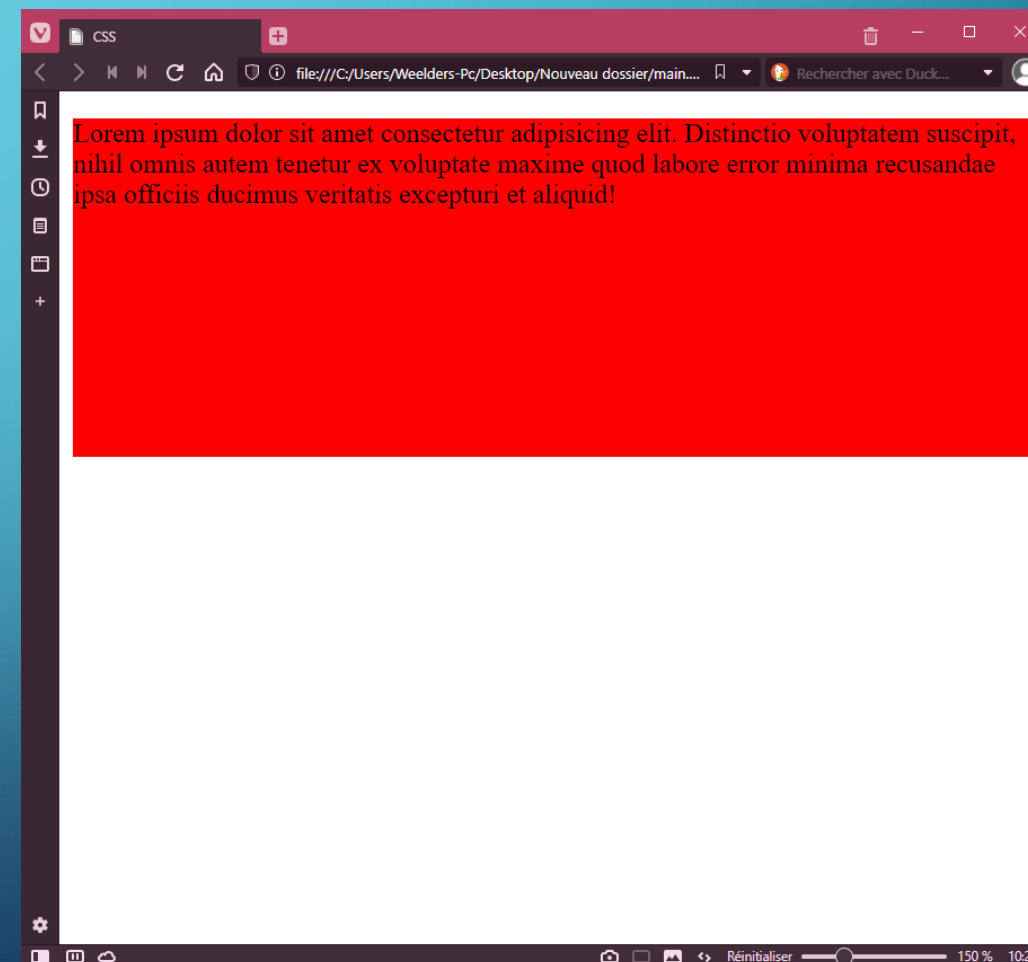 CSS
file:///C:/Users/Weelders-Pc/Desktop/Nouveau dossier/main....
Rechercher avec Duck...
Lorem ipsum dolor sit amet consectetur adipisicing elit. Distinctio voluptatem suscipit,
nihil omnis autem tenetur ex voluptate maxime quod labore error minima recusandae
ipsa officiis ducimus veritatis excepturi et aliquid!
Réinitialiser 150 %